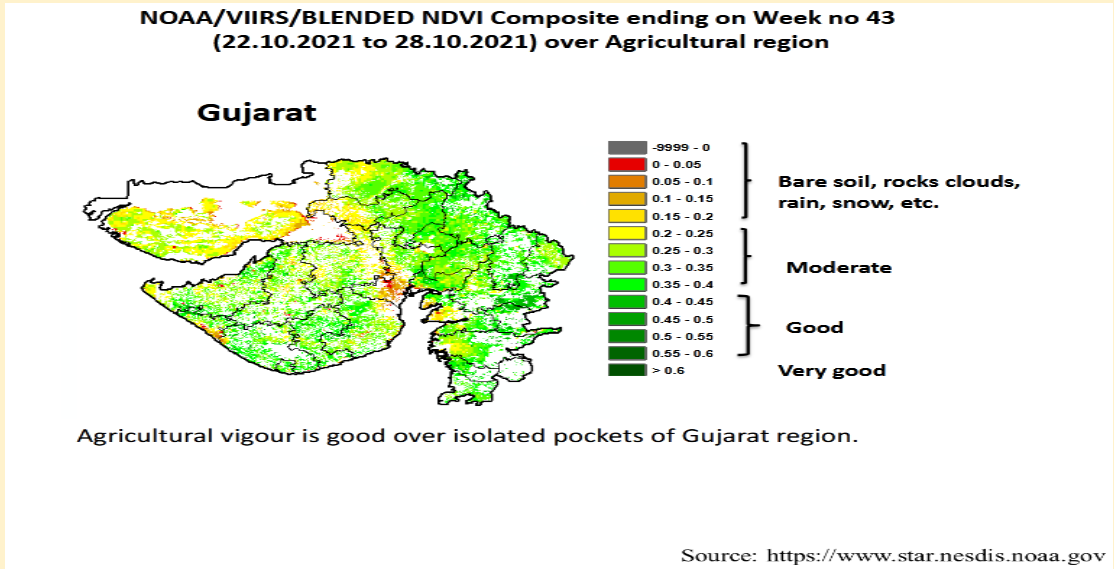 NOAA/VIIRS/BLENDED NDVI Composite ending on Week no 43
(22.10.2021 to 28.10.2021) over Agricultural region
Gujarat
-9999 - 0
0 - 0.05
0.05 - 0.1
0.1 - 0.15
0.15 - 0.2
0.2 - 0.25
0.25 - 0.3
0.3 - 0.35
0.35 - 0.4
0.4 - 0.45
0.45 - 0.5
0.5 - 0.55
0.55 - 0.6
> 0.6
Bare soil, rocks clouds,
rain, snow, etc.
Moderate
Good
Very good
Agricultural vigour is good over isolated pockets of Gujarat region.
Source: https://www.star.nesdis.noaa.gov